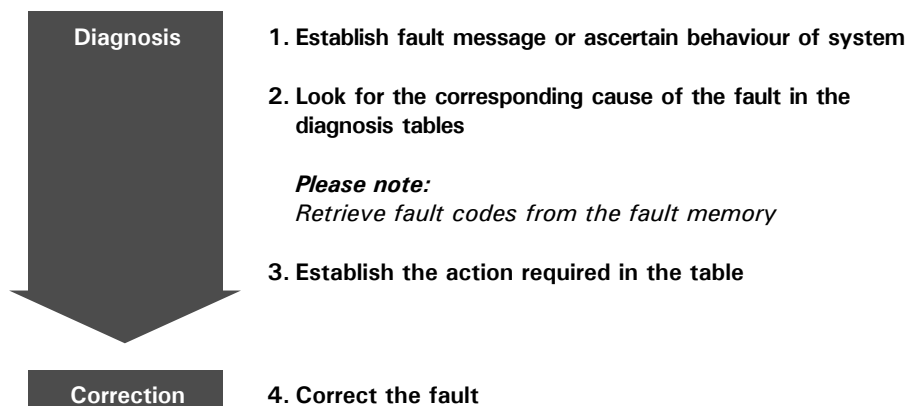 Diagnosis
1. Establish fault message or ascertain behaviour of system
2. Look for the corresponding cause of the fault in the
diagnosis tables
Please note:
Retrieve fault codes from the fault memory
3. Establish the action required in the table
Correction
4. Correct the fault